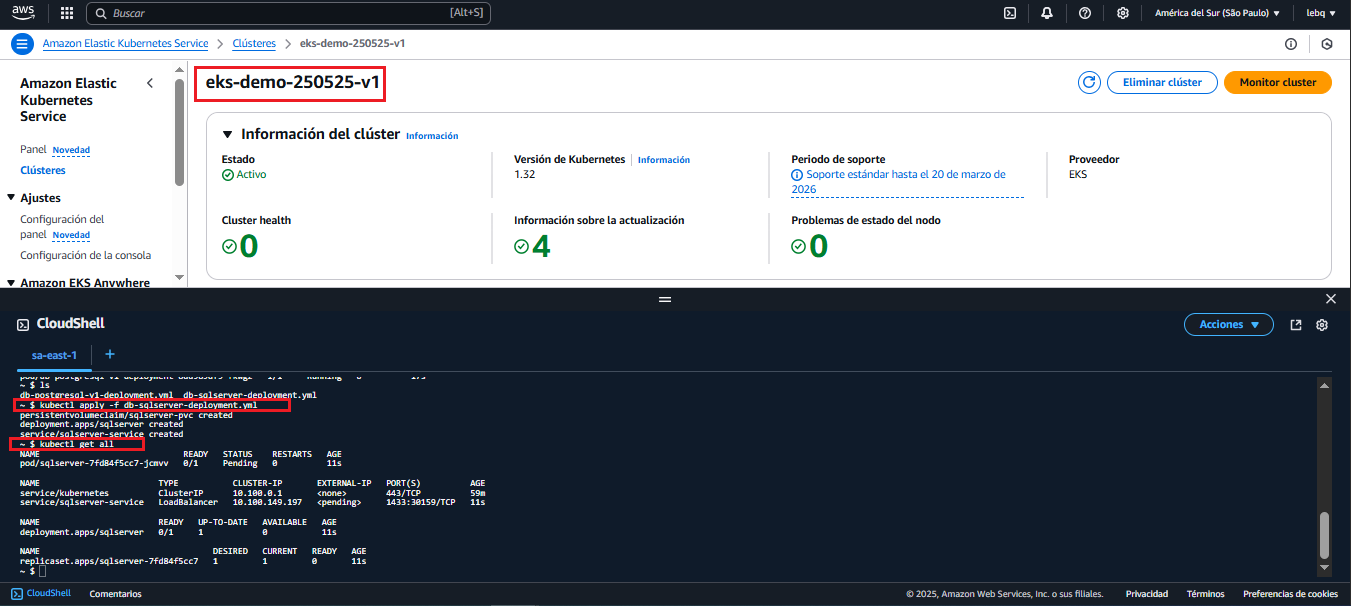 aws Buscar [Alt+S] América del Sur (São Paulo) ▼ lebq ▼
Amazon Elastic Kubernetes Service > Clústeres > eks-demo-250525-v1
Amazon Elastic
Kubernetes
Service
Panel Novedad
Clústeres
Ajustes
Configuración del
panel Novedad
Configuración de la consola
Amazon EKS Anywhere
eks-demo-250525-v1
Eliminar clúster
Monitor cluster
Información del clúster Información
Estado
Activo
Versión de Kubernetes Información
1.32
Periodo de soporte
Soporte estándar hasta el 20 de marzo de
2026
Proveedor
EKS
Cluster health
0
Información sobre la actualización
4
Problemas de estado del nodo
0
CloudShell
Acciones ▼
sa-east-1 +
~ $ ls
db-postgresql-v1-deployment.yml db-sqlserver-deployment.yml
~ $ kubectl apply -f db-sqlserver-deployment.yml
persistentvolumeclaim/sqlserver-pvc created
deployment.apps/sqlserver created
service/sqlserver-service created
~ $ kubectl get all
NAME READY STATUS RESTARTS AGE
pod/sqlserver-7fd84f5cc7-jcmvv 0/1 Pending 0 11s
NAME TYPE CLUSTER-IP EXTERNAL-IP PORT(S) AGE
service/kubernetes ClusterIP 10.100.0.1 <none> 443/TCP 59m
service/sqlserver-service LoadBalancer 10.100.149.197 <pending> 1433:30159/TCP 11s
NAME READY UP-TO-DATE AVAILABLE AGE
deployment.apps/sqlserver 0/1 1 0 11s
NAME DESIRED CURRENT READY AGE
replicaset.apps/sqlserver-7fd84f5cc7 1 1 0 11s
~ $
CloudShell Comentarios © 2025, Amazon Web Services, Inc. o sus filiales. Privacidad Términos Preferencias de cookies